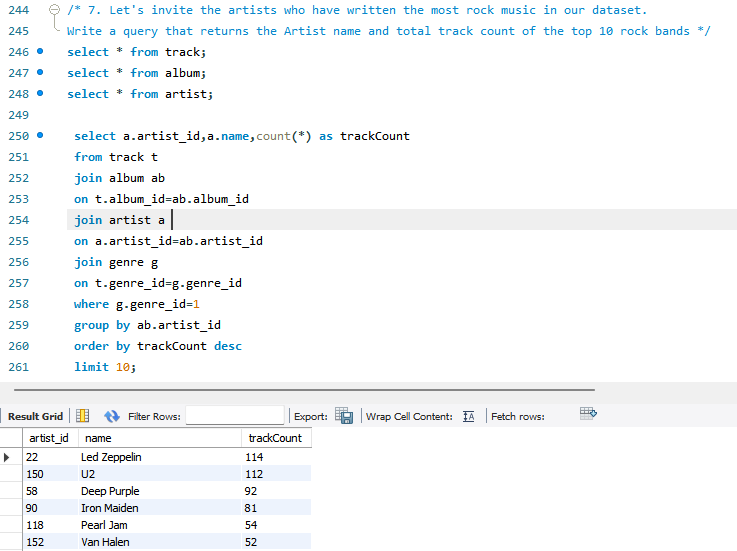 244 /* 7. Let's invite the artists who have written the most rock music in our dataset.
245 Write a query that returns the Artist name and total track count of the top 10 rock bands */
246 select * from track;
247 select * from album;
248 select * from artist;
249
250 select a.artist_id,a.name,count(*) as trackCount
251 from track t
252 join album ab
253 on t.album_id=ab.album_id
254 join artist a
255 on a.artist_id=ab.artist_id
256 join genre g
257 on t.genre_id=g.genre_id
258 where g.genre_id=1
259 group by ab.artist_id
260 order by trackCount desc
261 limit 10;
Result Grid Filter Rows: Export: Wrap Cell Content: IA Fetch rows:
artist_id name trackCount
22 Led Zeppelin 114
150 U2 112
58 Deep Purple 92
90 Iron Maiden 81
118 Pearl Jam 54
152 Van Halen 52